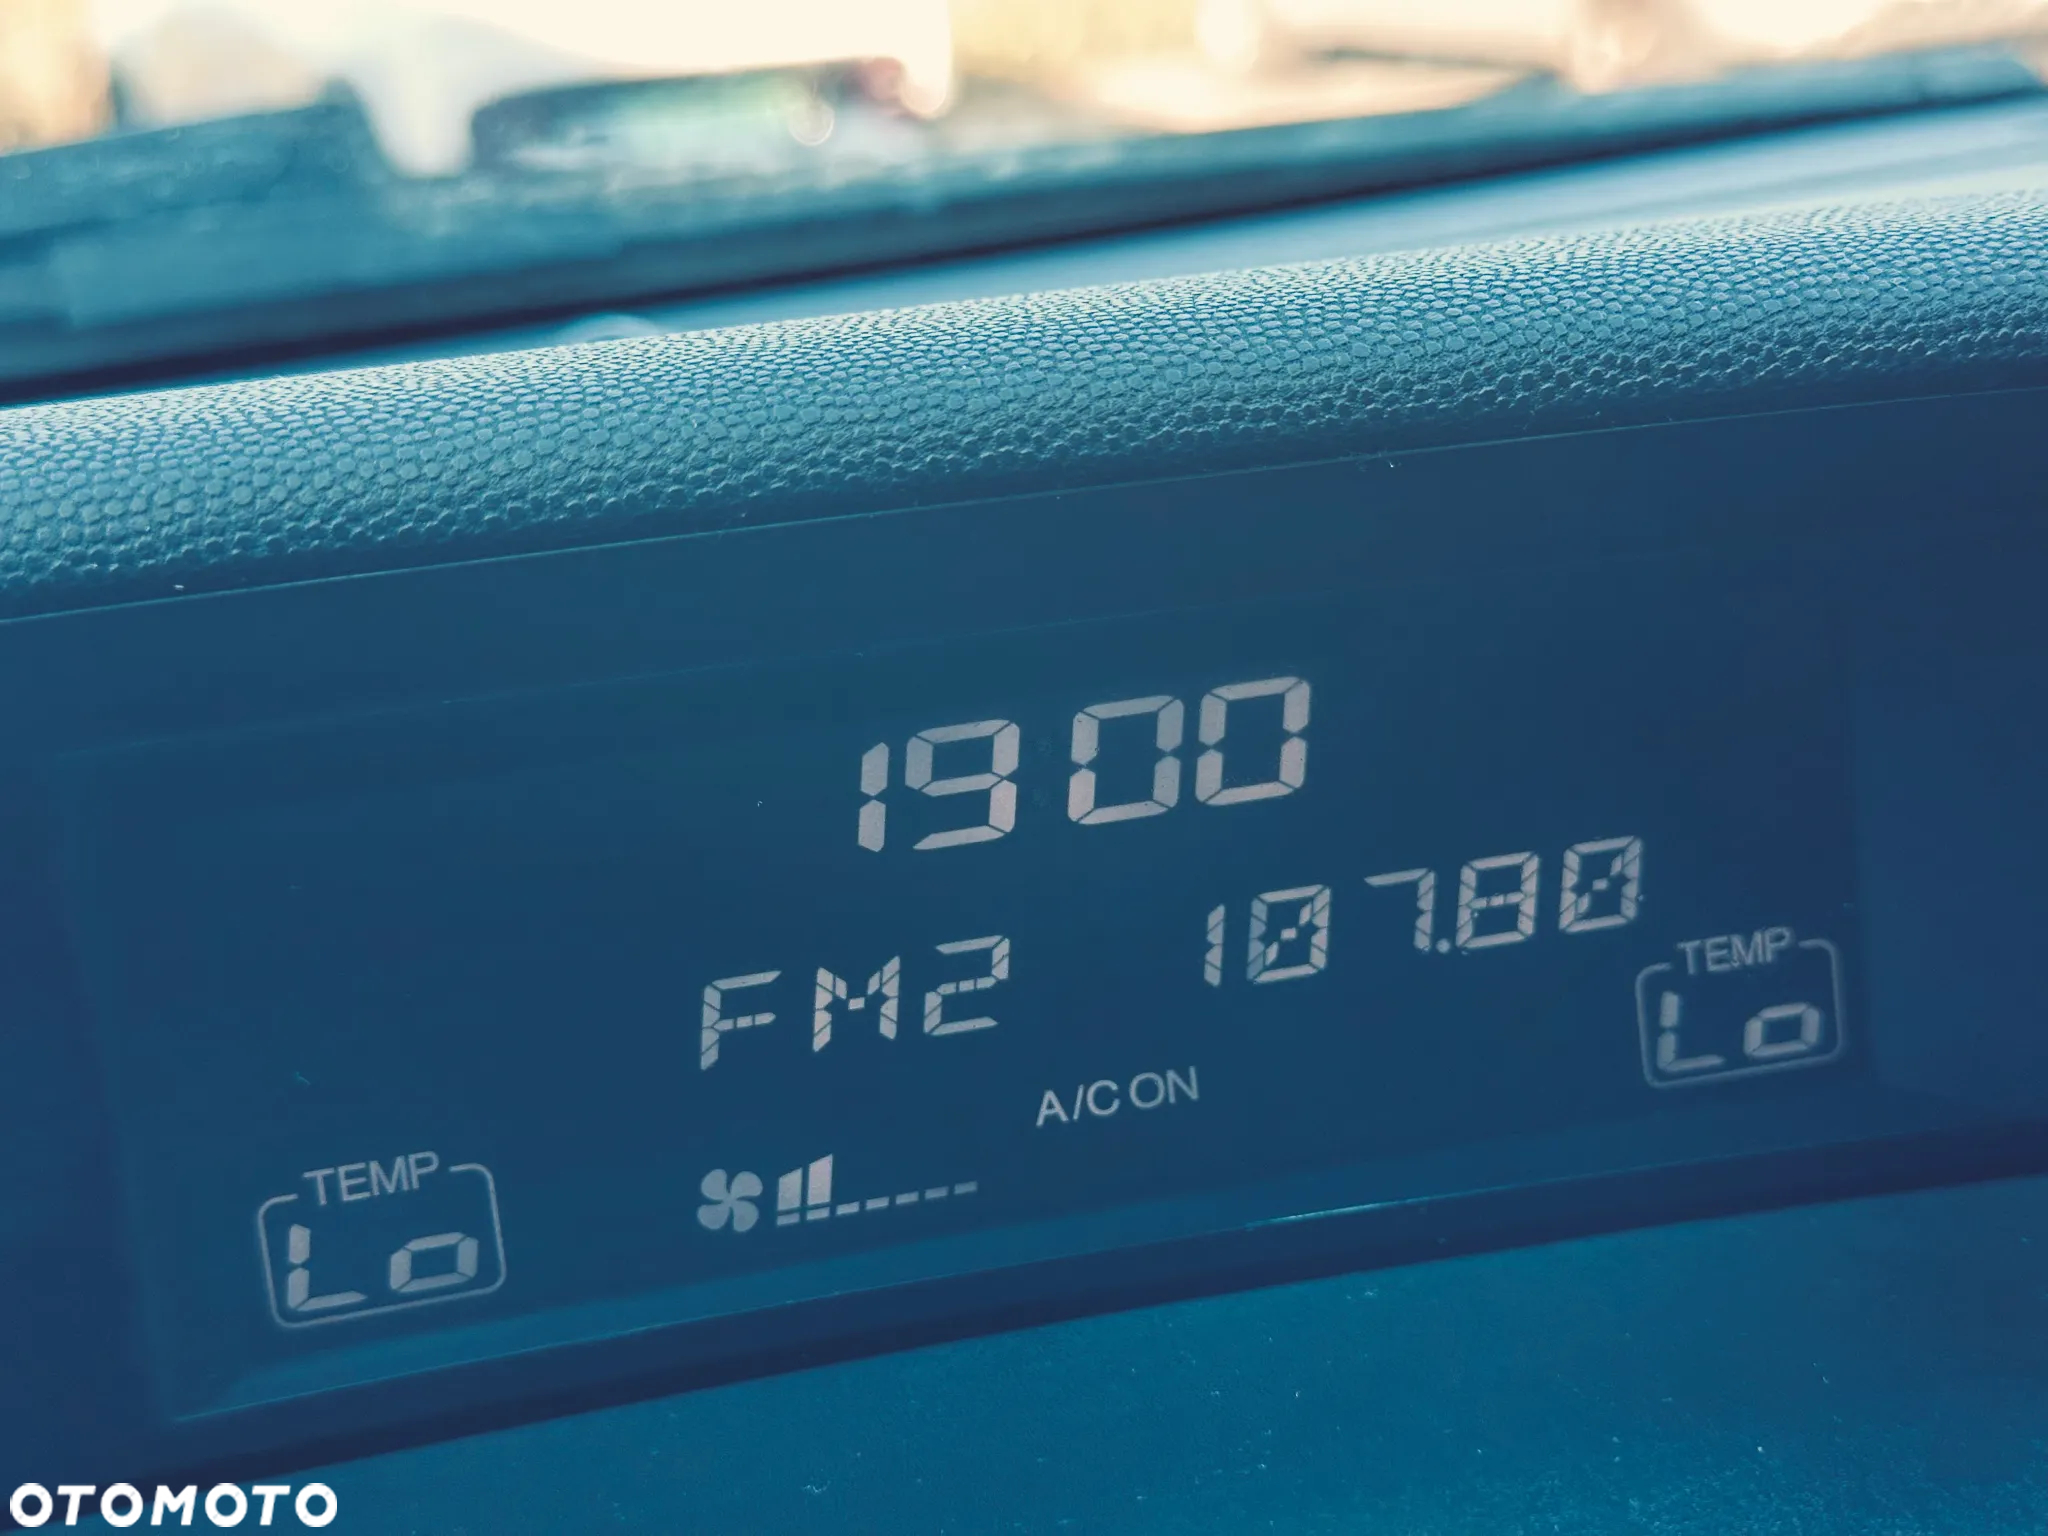 1900
FM2 107.80
TEMP
Lo
A/C ON
TEMP
Lo
OTOMOTO